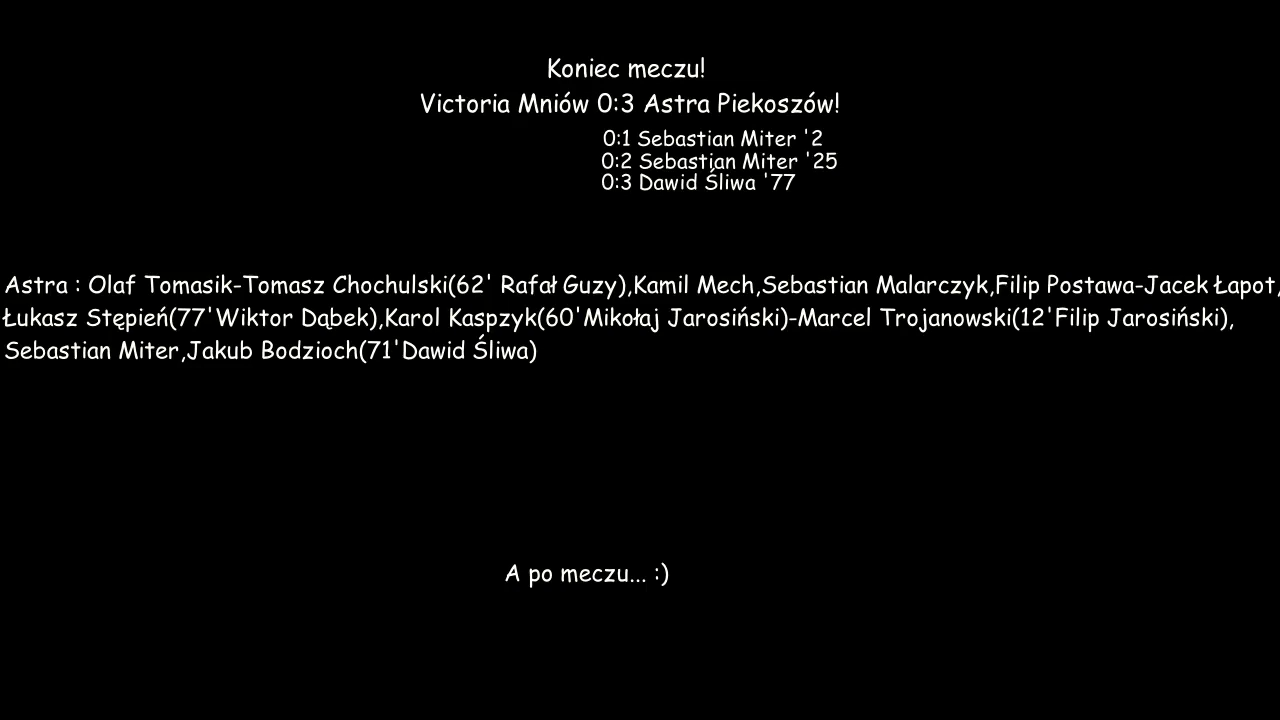 Koniec meczu!
Victoria Mniów 0:3 Astra Piekoszów!
0:1 Sebastian Miter '2
0:2 Sebastian Miter '25
0:3 Dawid Śliwa '77
Astra : Olaf Tomasik-Tomasz Chochulski(62' Rafał Guzy),Kamil Mech,Sebastian Malarczyk,Filip Postawa-Jacek Łapot,
Łukasz Stępień(77'Wiktor Dąbek),Karol Kaspzyk(60'Mikołaj Jarosiński)-Marcel Trojanowski(12'Filip Jarosiński),
Sebastian Miter,Jakub Bodzioch(71'Dawid Śliwa)
A po meczu... :)